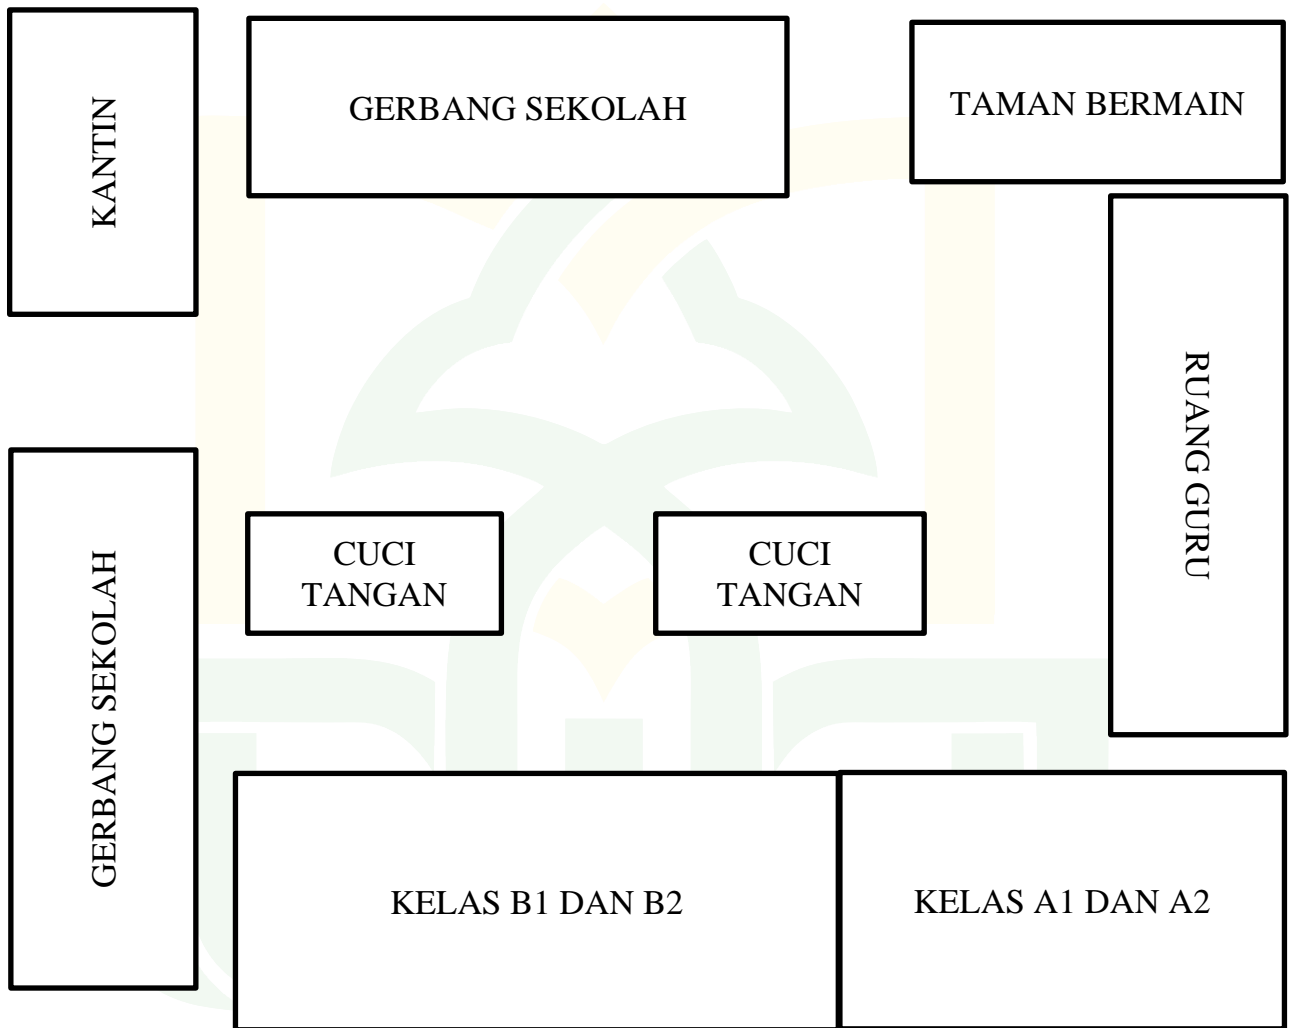 KANTIN
GERBANG SEKOLAH
TAMAN BERMAIN
RUANG GURU
GERBANG SEKOLAH
CUCI
TANGAN
CUCI
TANGAN
KELAS B1 DAN B2
KELAS A1 DAN A2